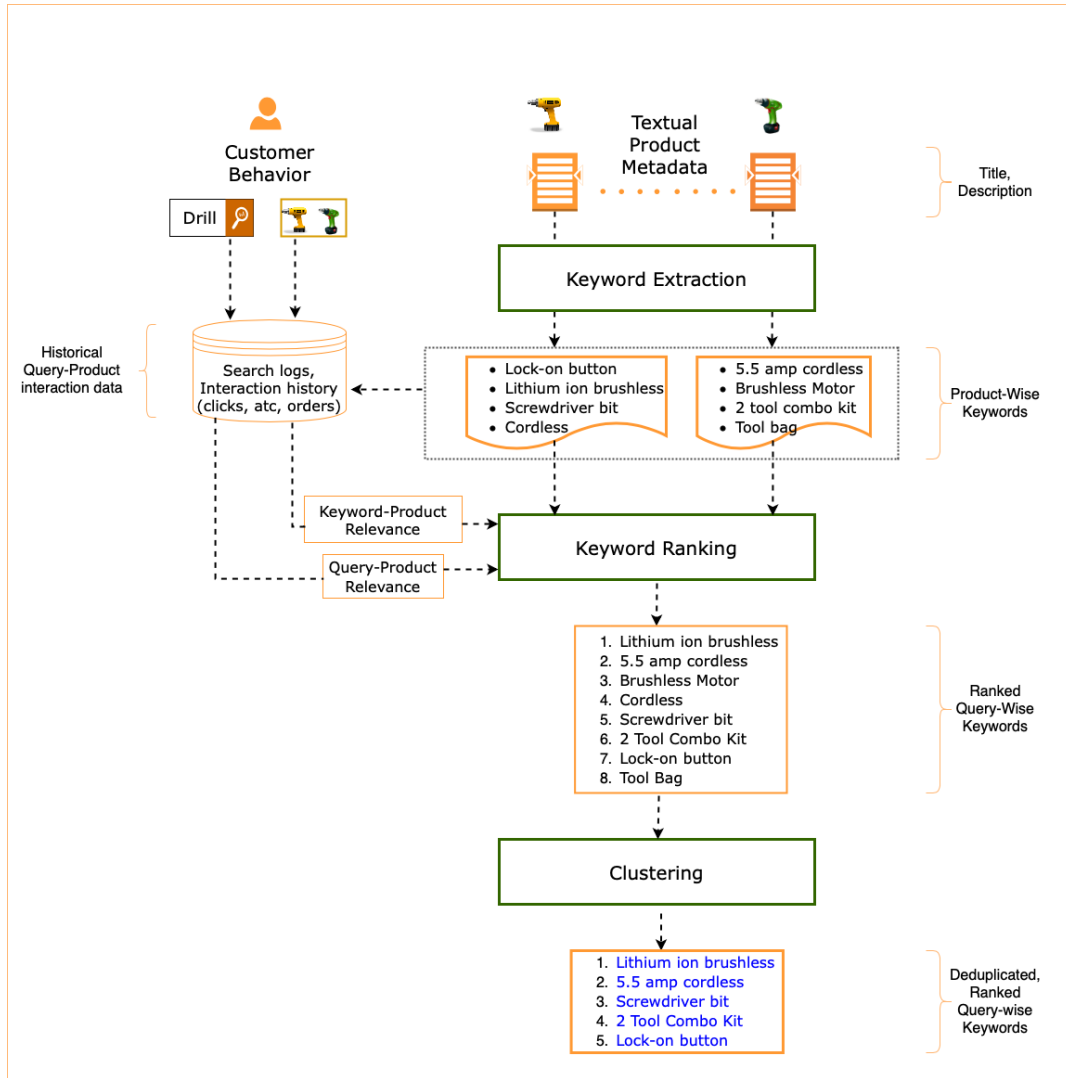 Customer
Behavior
Drill
Textual
Product
Metadata
Title,
Description
Keyword Extraction
Historical
Query-Product
interaction data
Search logs,
Interaction history
(clicks, atc, orders)
• Lock-on button
• Lithium ion brushless
• Screwdriver bit
• Cordless
• 5.5 amp cordless
• Brushless Motor
• 2 tool combo kit
• Tool bag
Product-Wise
Keywords
Keyword-Product
Relevance
Query-Product
Relevance
Keyword Ranking
1. Lithium ion brushless
2. 5.5 amp cordless
3. Brushless Motor
4. Cordless
5. Screwdriver bit
6. 2 Tool Combo Kit
7. Lock-on button
8. Tool Bag
Ranked
Query-Wise
Keywords
Clustering
1. Lithium ion brushless
2. 5.5 amp cordless
3. Screwdriver bit
4. 2 Tool Combo Kit
5. Lock-on button
Deduplicated,
Ranked
Query-wise
Keywords